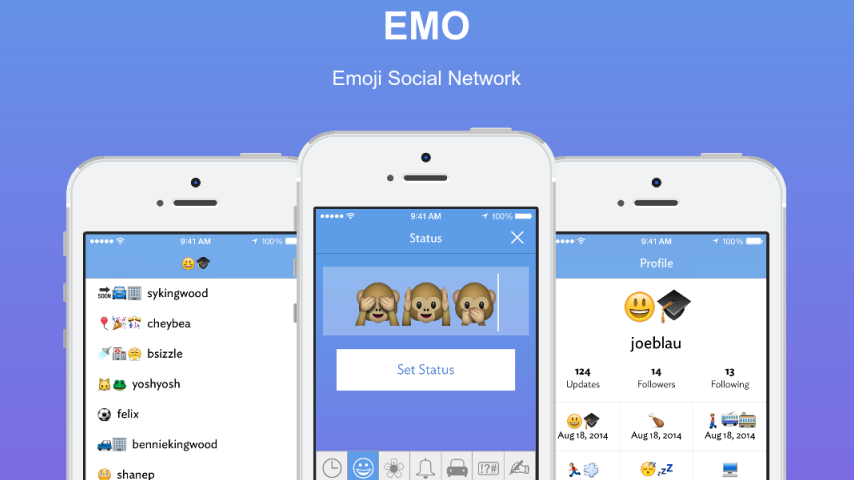 EMO
Emoji Social Network
9:41 AM 100%
SOON sykingwood
cheybea
bsizzle
yoshyosh
felix
benniekingwood
shanep
9:41 AM 100%
Status
Set Status
!?#
9:41 AM 100%
Profile
joeblau
124 14 13
Updates Followers Following
Aug 18, 2014 Aug 18, 2014 Aug 18, 2014